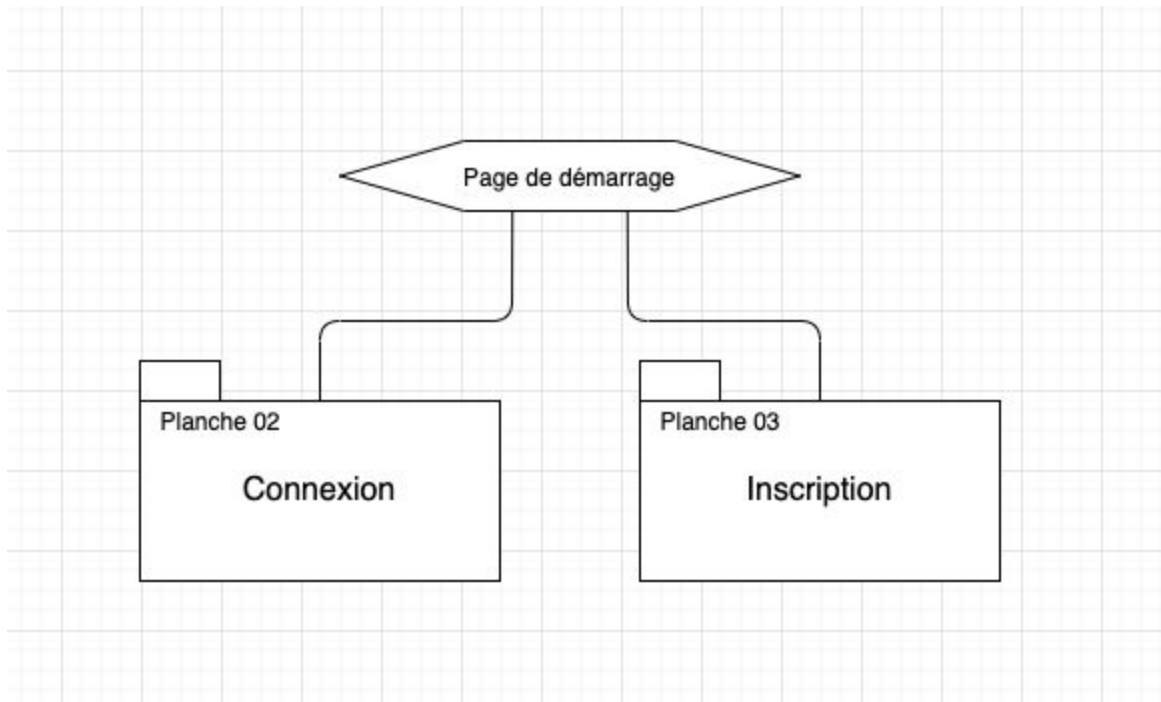 Page de démarrage
Planche 02
Connexion
Planche 03
Inscription